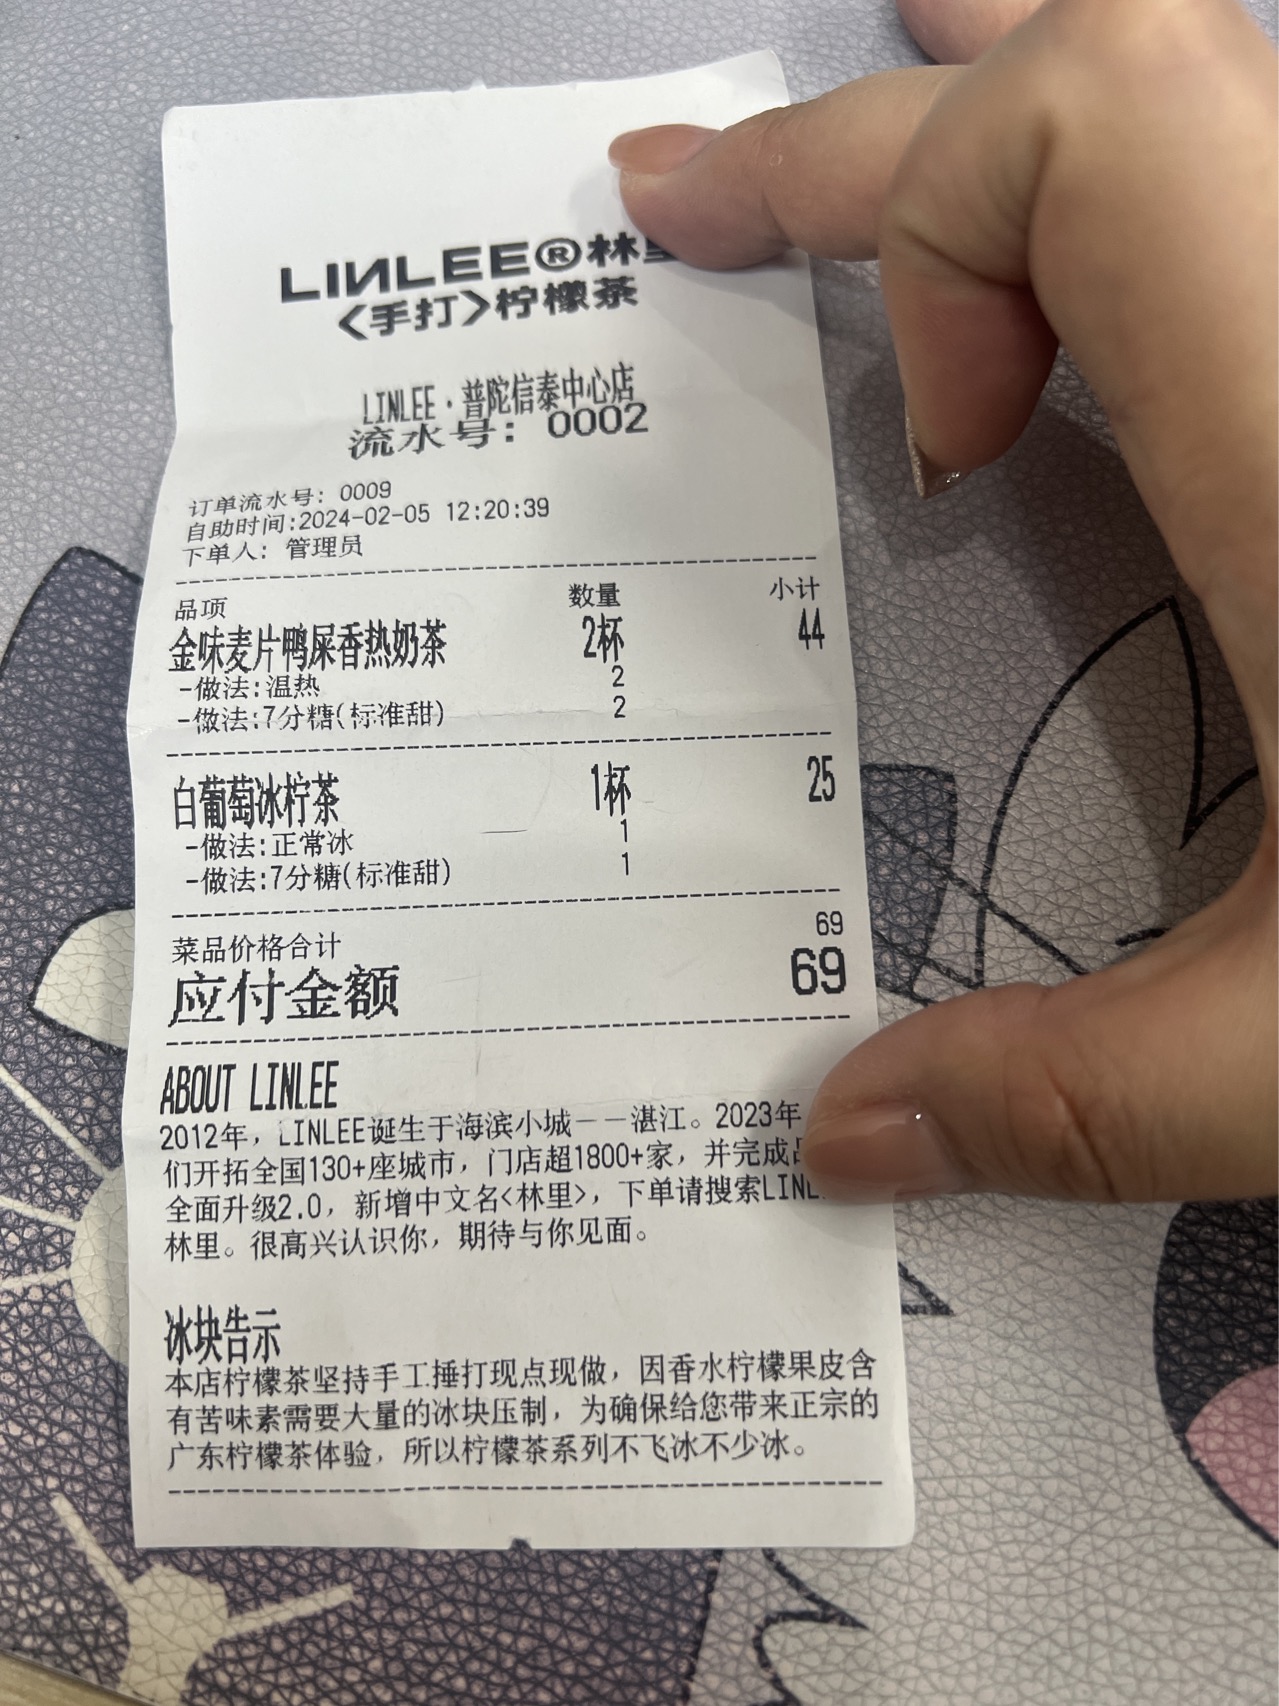 LINLEE®林
〈手打〉柠檬茶
LINLEE·普陀信泰中心店
流水号: 0002
订单流水号: 0009
自助时间:2024-02-05 12:20:39
下单人: 管理员
品项 数量 小计
金味麦片鸭屎香热奶茶 2杯 44
-做法:温热 2
-做法:7分糖(标准甜) 2
白葡萄冰柠茶 1杯 25
-做法:正常冰 1
-做法:7分糖(标准甜) 1
菜品价格合计 69
应付金额 69
ABOUT LINLEE
2012年，LINLEE诞生于海滨小城——湛江。2023年
们开拓全国130+座城市，门店超1800+家，并完成
全面升级2.0，新增中文名<林里>，下单请搜索LINL
林里。很高兴认识你，期待与你见面。
冰块告示
本店柠檬茶坚持手工捶打现点现做，因香水柠檬果皮含
有苦味素需要大量的冰块压制，为确保给您带来正宗的
广东柠檬茶体验，所以柠檬茶系列不飞冰不少冰。